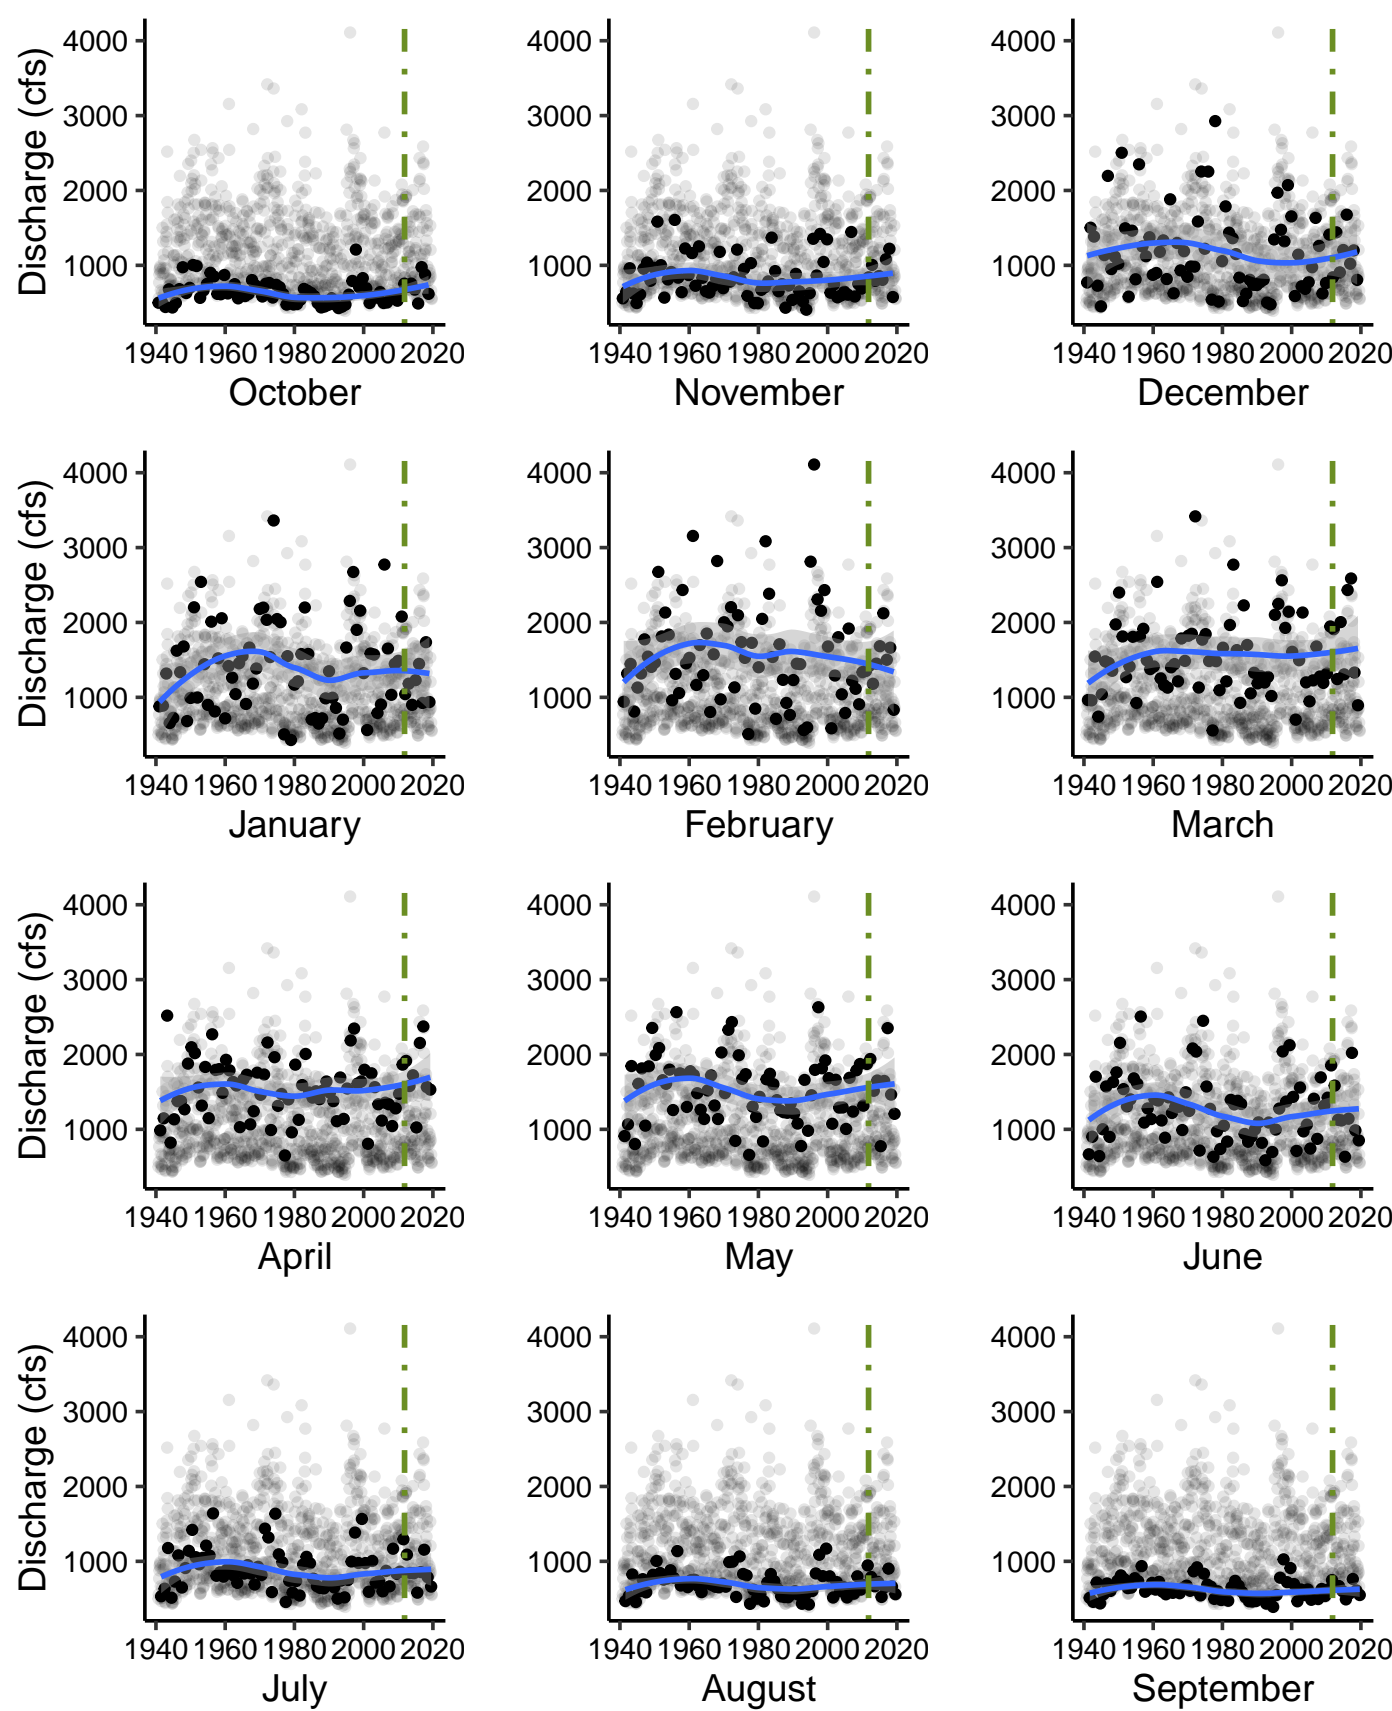 4000 4000 4000
Discharge (cfs)
3000 3000 3000
2000 2000 2000
1000 1000 1000
1940 1960 1980 2000 2020 1940 1960 1980 2000 2020 1940 1960 1980 2000 2020
October November December
4000 4000 4000
Discharge (cfs)
3000 3000 3000
2000 2000 2000
1000 1000 1000
1940 1960 1980 2000 2020 1940 1960 1980 2000 2020 1940 1960 1980 2000 2020
January February March
4000 4000 4000
Discharge (cfs)
3000 3000 3000
2000 2000 2000
1000 1000 1000
1940 1960 1980 2000 2020 1940 1960 1980 2000 2020 1940 1960 1980 2000 2020
April May June
4000 4000 4000
Discharge (cfs)
3000 3000 3000
2000 2000 2000
1000 1000 1000
1940 1960 1980 2000 2020 1940 1960 1980 2000 2020 1940 1960 1980 2000 2020
July August September